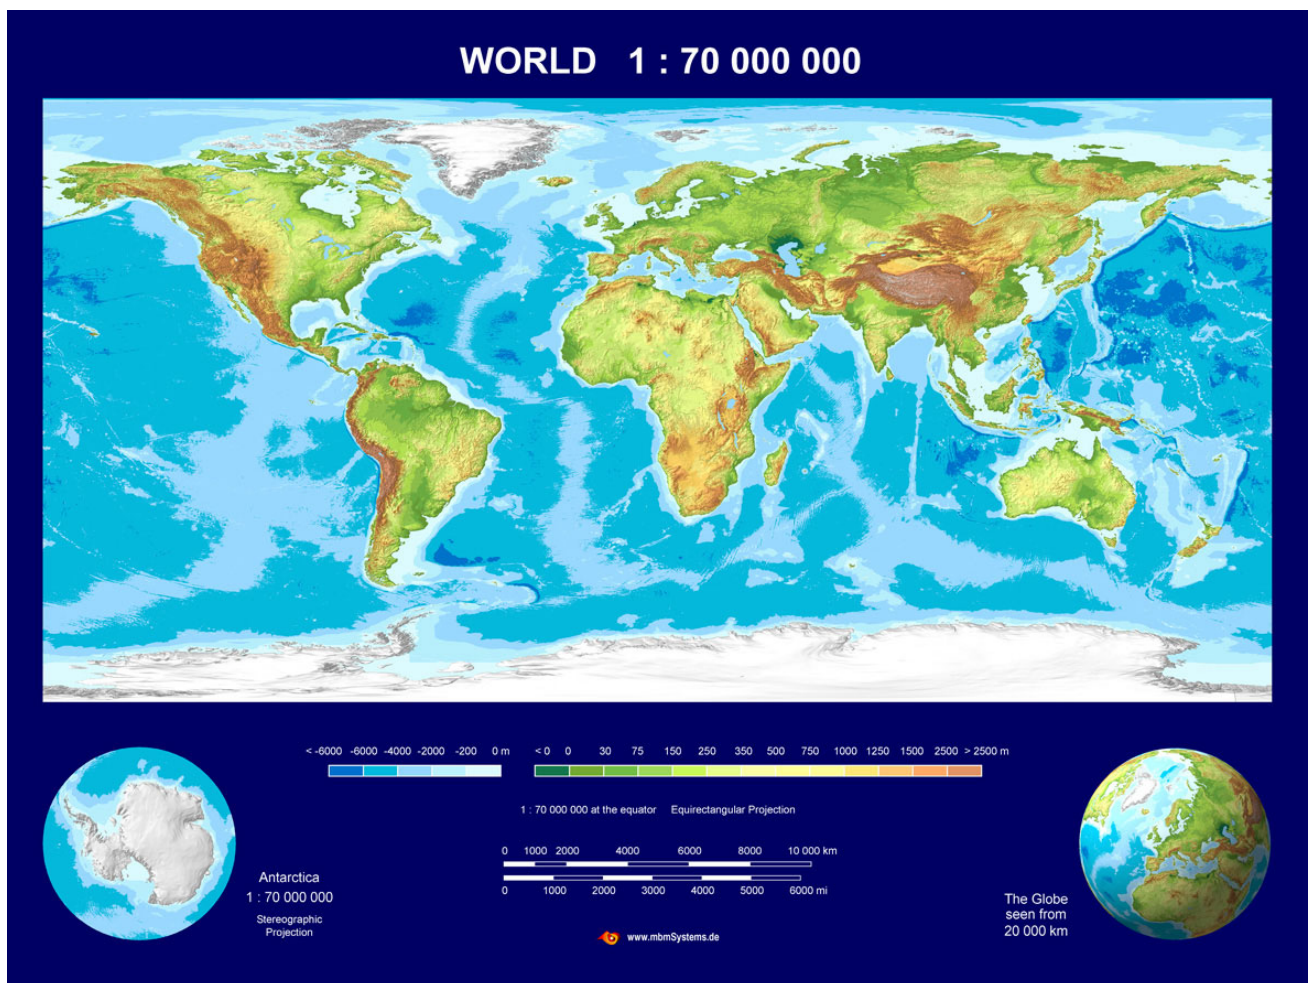 WORLD 1 : 70 000 000
< -6000 -6000 -4000 -2000 -200 0 m
< 0 0 30 75 150 250 350 500 750 1000 1250 1500 2500 > 2500 m
1 : 70 000 000 at the equator Equirectangular Projection
0 1000 2000 4000 6000 8000 10 000 km
0 1000 2000 3000 4000 5000 6000 mi
Antarctica
1 : 70 000 000
Stereographic
Projection
The Globe
seen from
20 000 km
www.mbmSystems.de